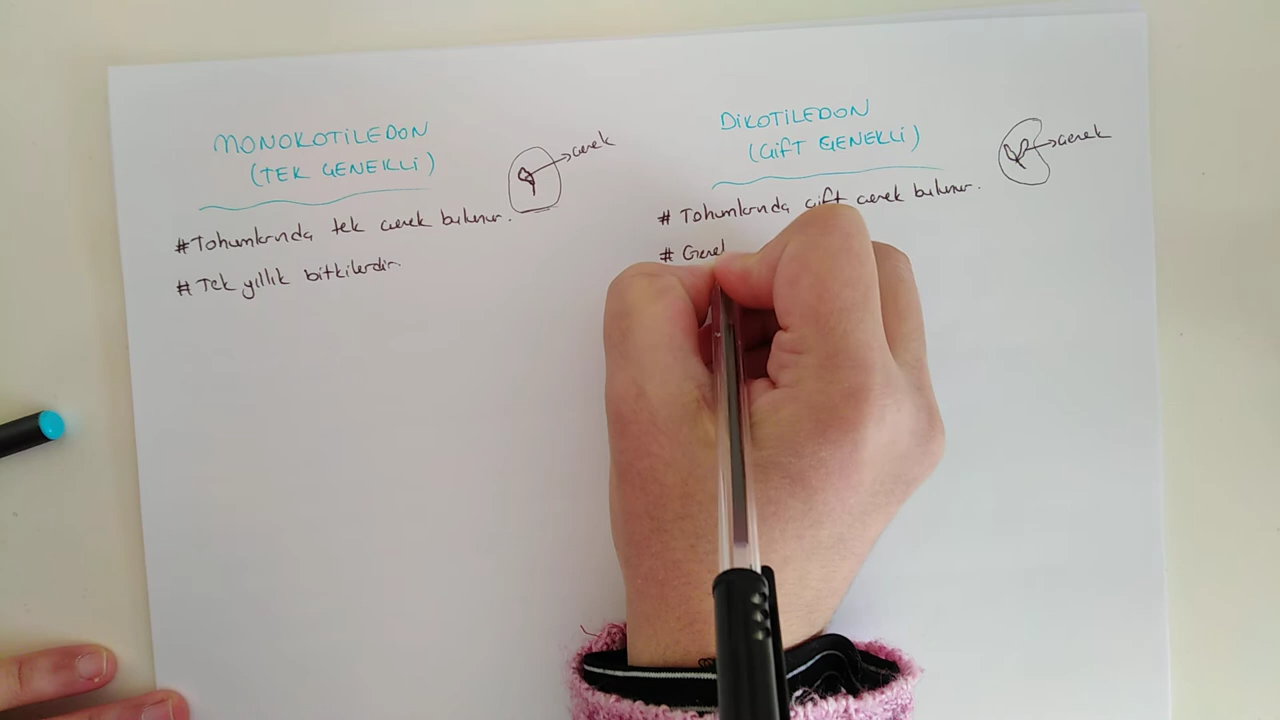 MONOKOTİLEDON
(TEK ÇENEKLİ)
çenek
# Tohumlarında tek çenek bulunur.
# Tek yıllık bitkilerdir.
DİKOTİLEDON
(ÇİFT ÇENEKLİ)
çenek
# Tohumlarında çift çenek bulunur.
# Genel